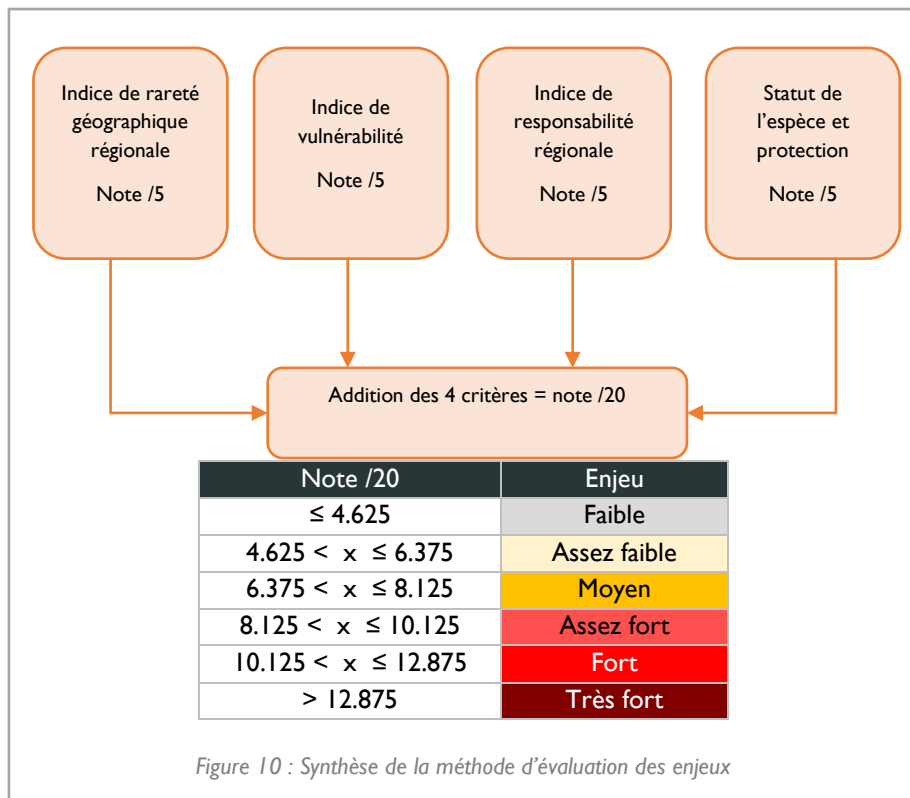 Indice de rareté
géographique
régionale
Note /5
Indice de
vulnérabilité
Note /5
Indice de
responsabilité
régionale
Note /5
Statut de
l'espèce et
protection
Note /5
Addition des 4 critères = note /20
Note /20 Enjeu
≤ 4.625 Faible
4.625 < x ≤ 6.375 Assez faible
6.375 < x ≤ 8.125 Moyen
8.125 < x ≤ 10.125 Assez fort
10.125 < x ≤ 12.875 Fort
> 12.875 Très fort
Figure 10 : Synthèse de la méthode d'évaluation des enjeux